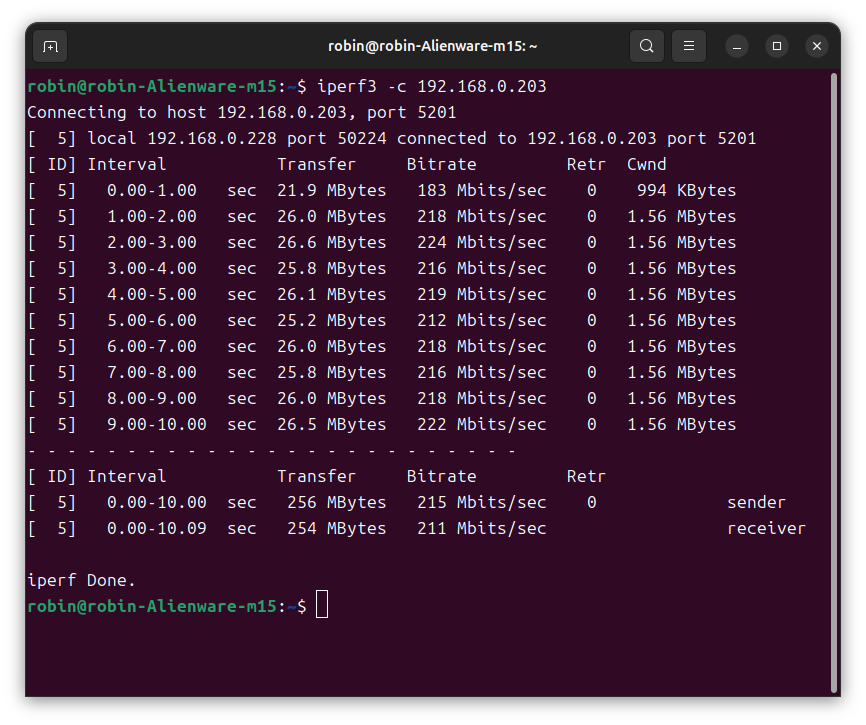 robin@robin-Alienware-m15: ~
robin@robin-Alienware-m15:~$ iperf3 -c 192.168.0.203
Connecting to host 192.168.0.203, port 5201
[  5] local 192.168.0.228 port 50224 connected to 192.168.0.203 port 5201
[ ID] Interval           Transfer     Bitrate         Retr  Cwnd
[  5]   0.00-1.00   sec  21.9 MBytes   183 Mbits/sec    0    994 KBytes
[  5]   1.00-2.00   sec  26.0 MBytes   218 Mbits/sec    0   1.56 MBytes
[  5]   2.00-3.00   sec  26.6 MBytes   224 Mbits/sec    0   1.56 MBytes
[  5]   3.00-4.00   sec  25.8 MBytes   216 Mbits/sec    0   1.56 MBytes
[  5]   4.00-5.00   sec  26.1 MBytes   219 Mbits/sec    0   1.56 MBytes
[  5]   5.00-6.00   sec  25.2 MBytes   212 Mbits/sec    0   1.56 MBytes
[  5]   6.00-7.00   sec  26.0 MBytes   218 Mbits/sec    0   1.56 MBytes
[  5]   7.00-8.00   sec  25.8 MBytes   216 Mbits/sec    0   1.56 MBytes
[  5]   8.00-9.00   sec  26.0 MBytes   218 Mbits/sec    0   1.56 MBytes
[  5]   9.00-10.00  sec  26.5 MBytes   222 Mbits/sec    0   1.56 MBytes
- - - - - - - - - - - - - - - - - - - - - - - - -
[ ID] Interval           Transfer     Bitrate         Retr
[  5]   0.00-10.00  sec   256 MBytes   215 Mbits/sec    0             sender
[  5]   0.00-10.09  sec   254 MBytes   211 Mbits/sec                  receiver
iperf Done.
robin@robin-Alienware-m15:~$